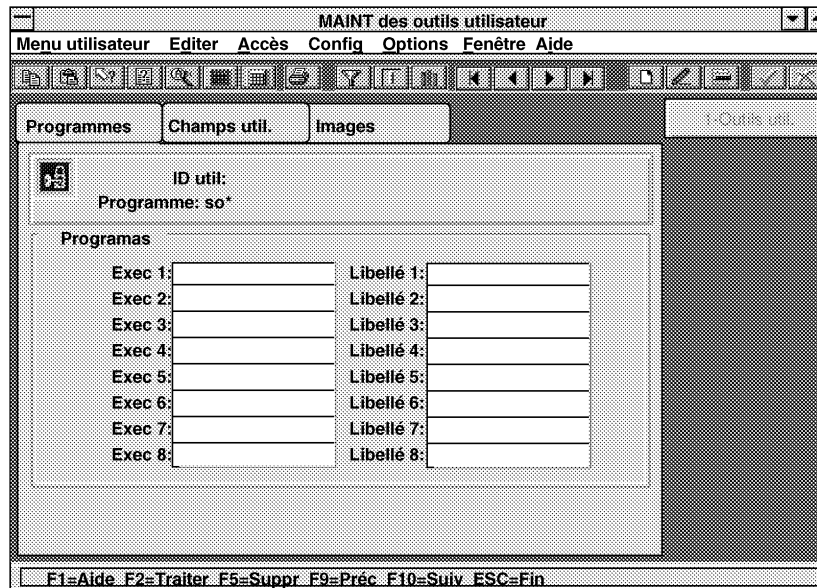 MAINT des outils utilisateur
Menu utilisateur Editer Accès Config Options Fenêtre Aide
Programmes Champs util. Images 1-Outils util.
ID util:
Programme: so*
Programas
Exec 1: Libellé 1:
Exec 2: Libellé 2:
Exec 3: Libellé 3:
Exec 4: Libellé 4:
Exec 5: Libellé 5:
Exec 6: Libellé 6:
Exec 7: Libellé 7:
Exec 8: Libellé 8:
F1=Aide F2=Traiter F5=Suppr F9=Préc F10=Suiv ESC=Fin